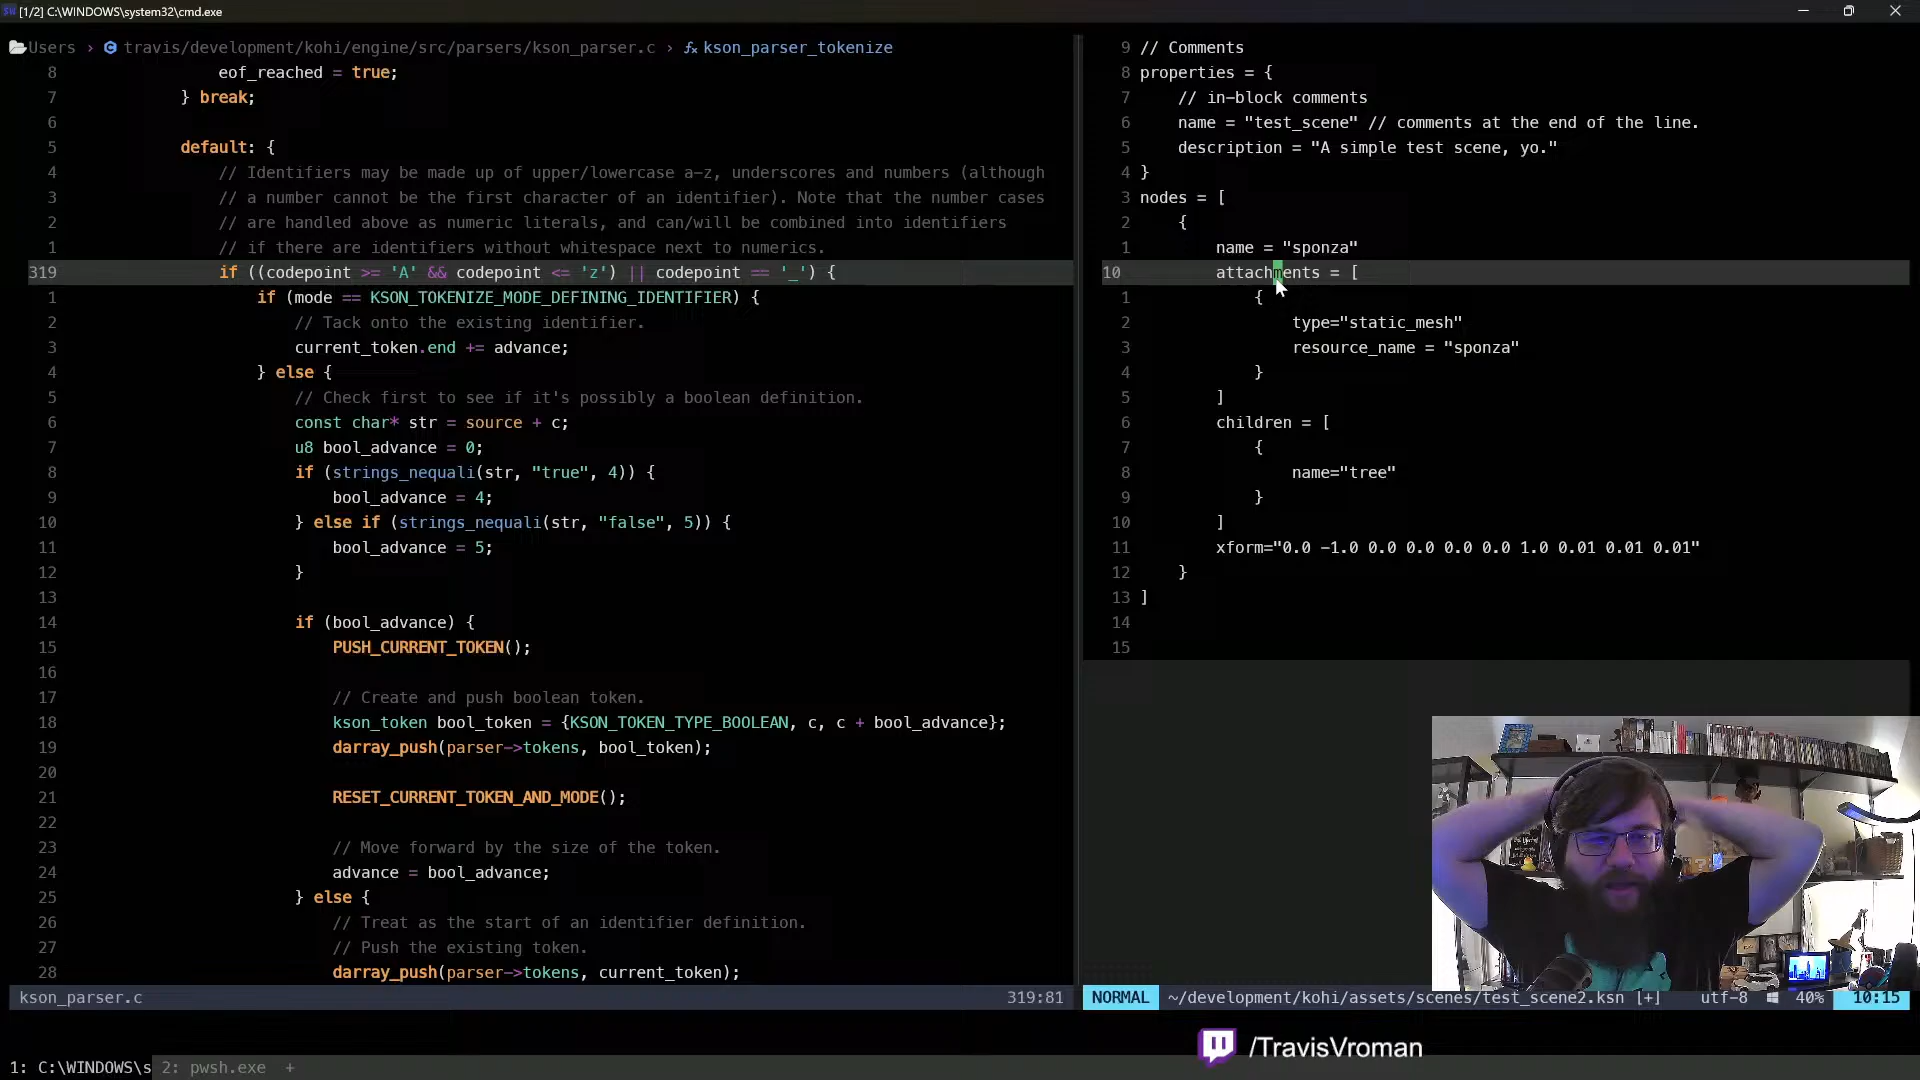 [1/2] C:\WINDOWS\system32\cmd.exe
Users › travis/development/kohi/engine/src/parsers/kson_parser.c › kson_parser_tokenize
8 eof_reached = true;
7 } break;
6
5 default: {
4 // Identifiers may be made up of upper/lowercase a-z, underscores and numbers (although
3 // a number cannot be the first character of an identifier). Note that the number cases
2 // are handled above as numeric literals, and can/will be combined into identifiers
1 // if there are identifiers without whitespace next to numerics.
319 if ((codepoint >= 'A' && codepoint <= 'z') || codepoint == '_') {
1 if (mode == KSON_TOKENIZE_MODE_DEFINING_IDENTIFIER) {
2 // Tack onto the existing identifier.
3 current_token.end += advance;
4 } else {
5 // Check first to see if it's possibly a boolean definition.
6 const char* str = source + c;
7 u8 bool_advance = 0;
8 if (strings_nequali(str, "true", 4)) {
9 bool_advance = 4;
10 } else if (strings_nequali(str, "false", 5)) {
11 bool_advance = 5;
12 }
13
14 if (bool_advance) {
15 PUSH_CURRENT_TOKEN();
16
17 // Create and push boolean token.
18 kson_token bool_token = {KSON_TOKEN_TYPE_BOOLEAN, c, c + bool_advance};
19 darray_push(parser->tokens, bool_token);
20
21 RESET_CURRENT_TOKEN_AND_MODE();
22
23 // Move forward by the size of the token.
24 advance = bool_advance;
25 } else {
26 // Treat as the start of an identifier definition.
27 // Push the existing token.
28 darray_push(parser->tokens, current_token);
kson_parser.c 319:81
9 // Comments
8 properties = {
7 // in-block comments
6 name = "test_scene" // comments at the end of the line.
5 description = "A simple test scene, yo."
4 }
3 nodes = [
2 {
1 name = "sponza"
10 attachments = [
1 {
2 type="static_mesh"
3 resource_name = "sponza"
4 }
5 ]
6 children = [
7 {
8 name="tree"
9 }
10 ]
11 xform="0.0 -1.0 0.0 0.0 0.0 0.0 1.0 0.01 0.01 0.01"
12 }
13 ]
14
15
NORMAL ~/development/kohi/assets/scenes/test_scene2.ksn [+] utf-8 40% 10:15
/TravisVroman
1: C:\WINDOWS\s 2: pwsh.exe +